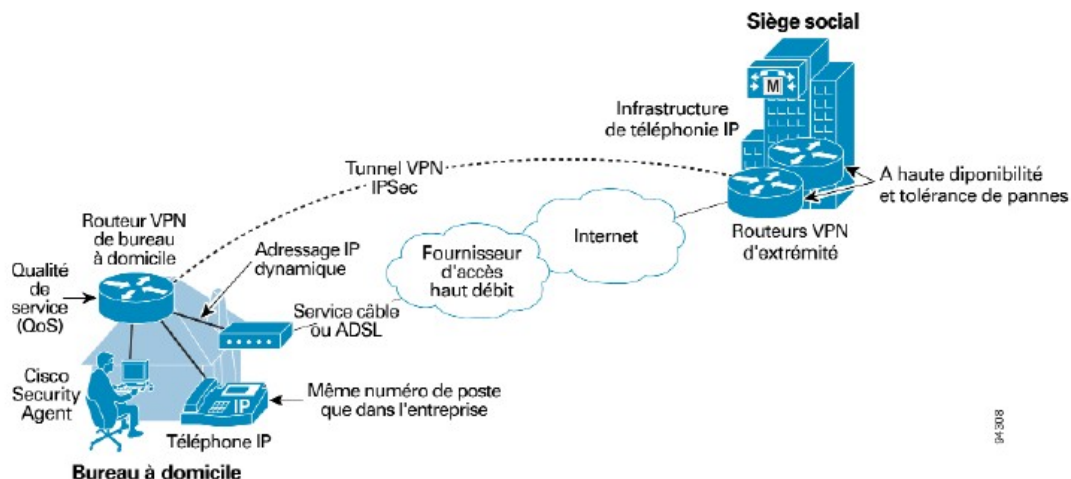 Siège social
M
Infrastructure
de téléphonie IP
A haute diponibilité
et tolérance de pannes
Tunnel VPN
IPSec
Routeur VPN
de bureau
à domicile
Adressage IP
dynamique
Internet
Routeurs VPN
d'extrémité
Fournisseur
d'accès
haut débit
Qualité
de
service
(QoS)
Service câble
ou ADSL
Cisco
Security
Agent
IP
Même numéro de poste
que dans l'entreprise
Téléphone IP
Bureau à domicile
94308